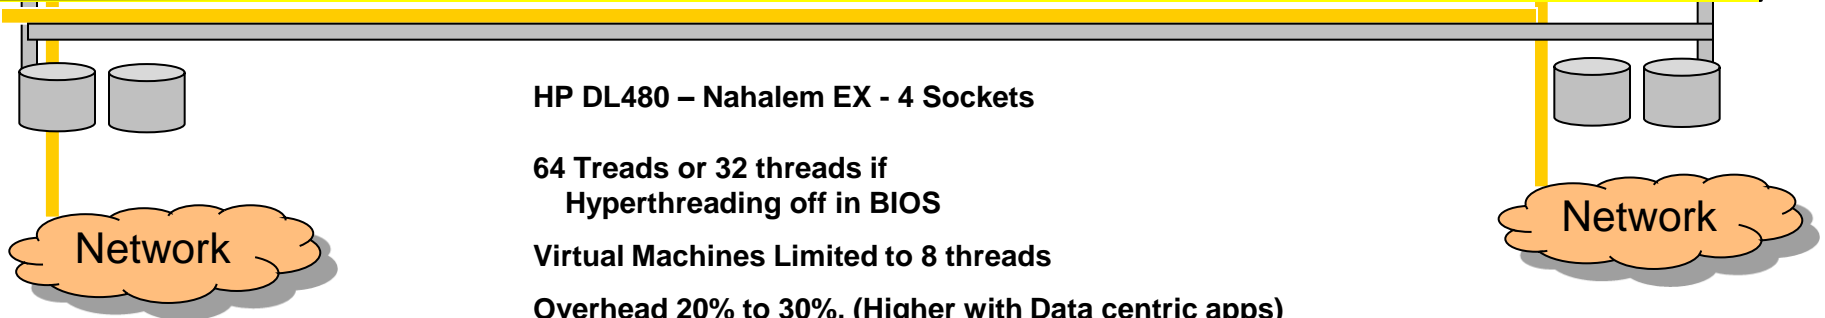 HP DL480 – Nahalem EX - 4 Sockets
64 Treads or 32 threads if
Hyperthreading off in BIOS
Network
Network
Virtual Machines Limited to 8 threads
Overhead 20% to 30%. (Higher with Data centric apps)